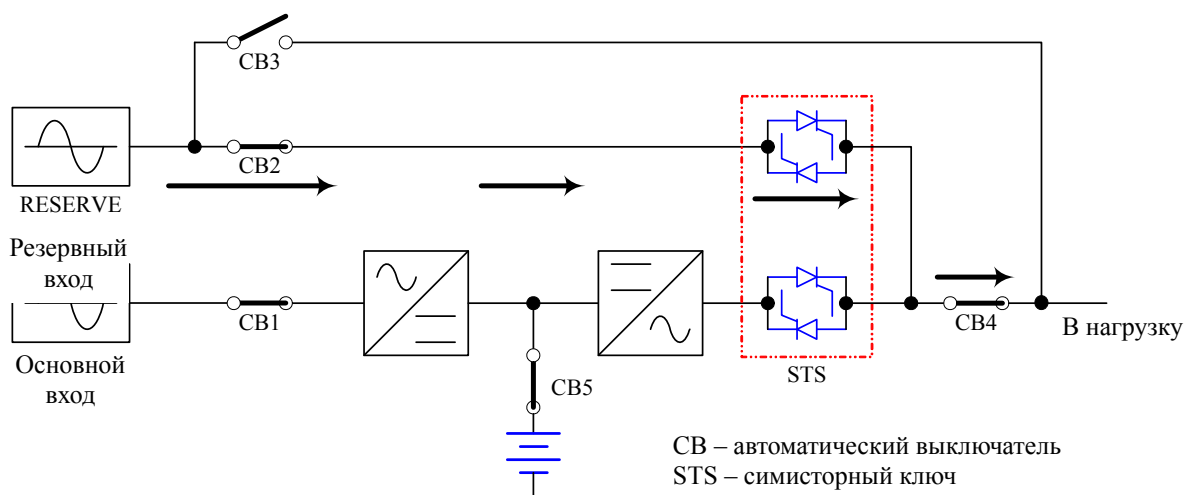 CB3
CB2
RESERVE
Резервный
вход
CB1
CB4
В нагрузку
Основной
вход
STS
CB5
CB – автоматический выключатель
STS – симисторный ключ